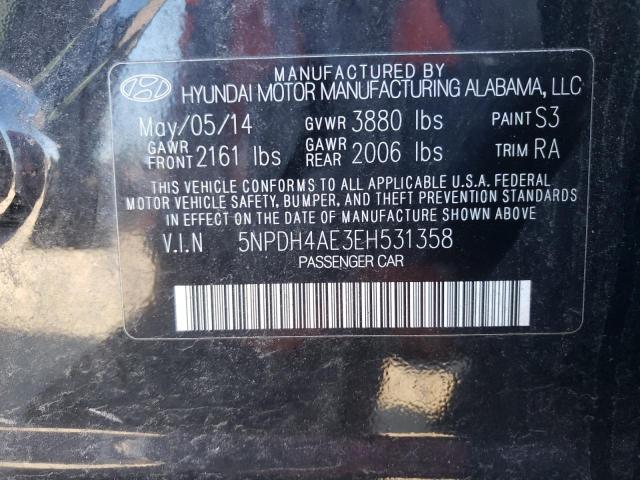 MANUFACTURED BY
HYUNDAI MOTOR MANUFACTURING ALABAMA, LLC
May/05/14 GVWR 3880 lbs PAINT S3
GAWR FRONT 2161 lbs GAWR REAR 2006 lbs TRIM RA
THIS VEHICLE CONFORMS TO ALL APPLICABLE U.S.A. FEDERAL
MOTOR VEHICLE SAFETY, BUMPER, AND THEFT PREVENTION STANDARDS
IN EFFECT ON THE DATE OF MANUFACTURE SHOWN ABOVE.
V.I.N 5NPDH4AE3EH531358
PASSENGER CAR